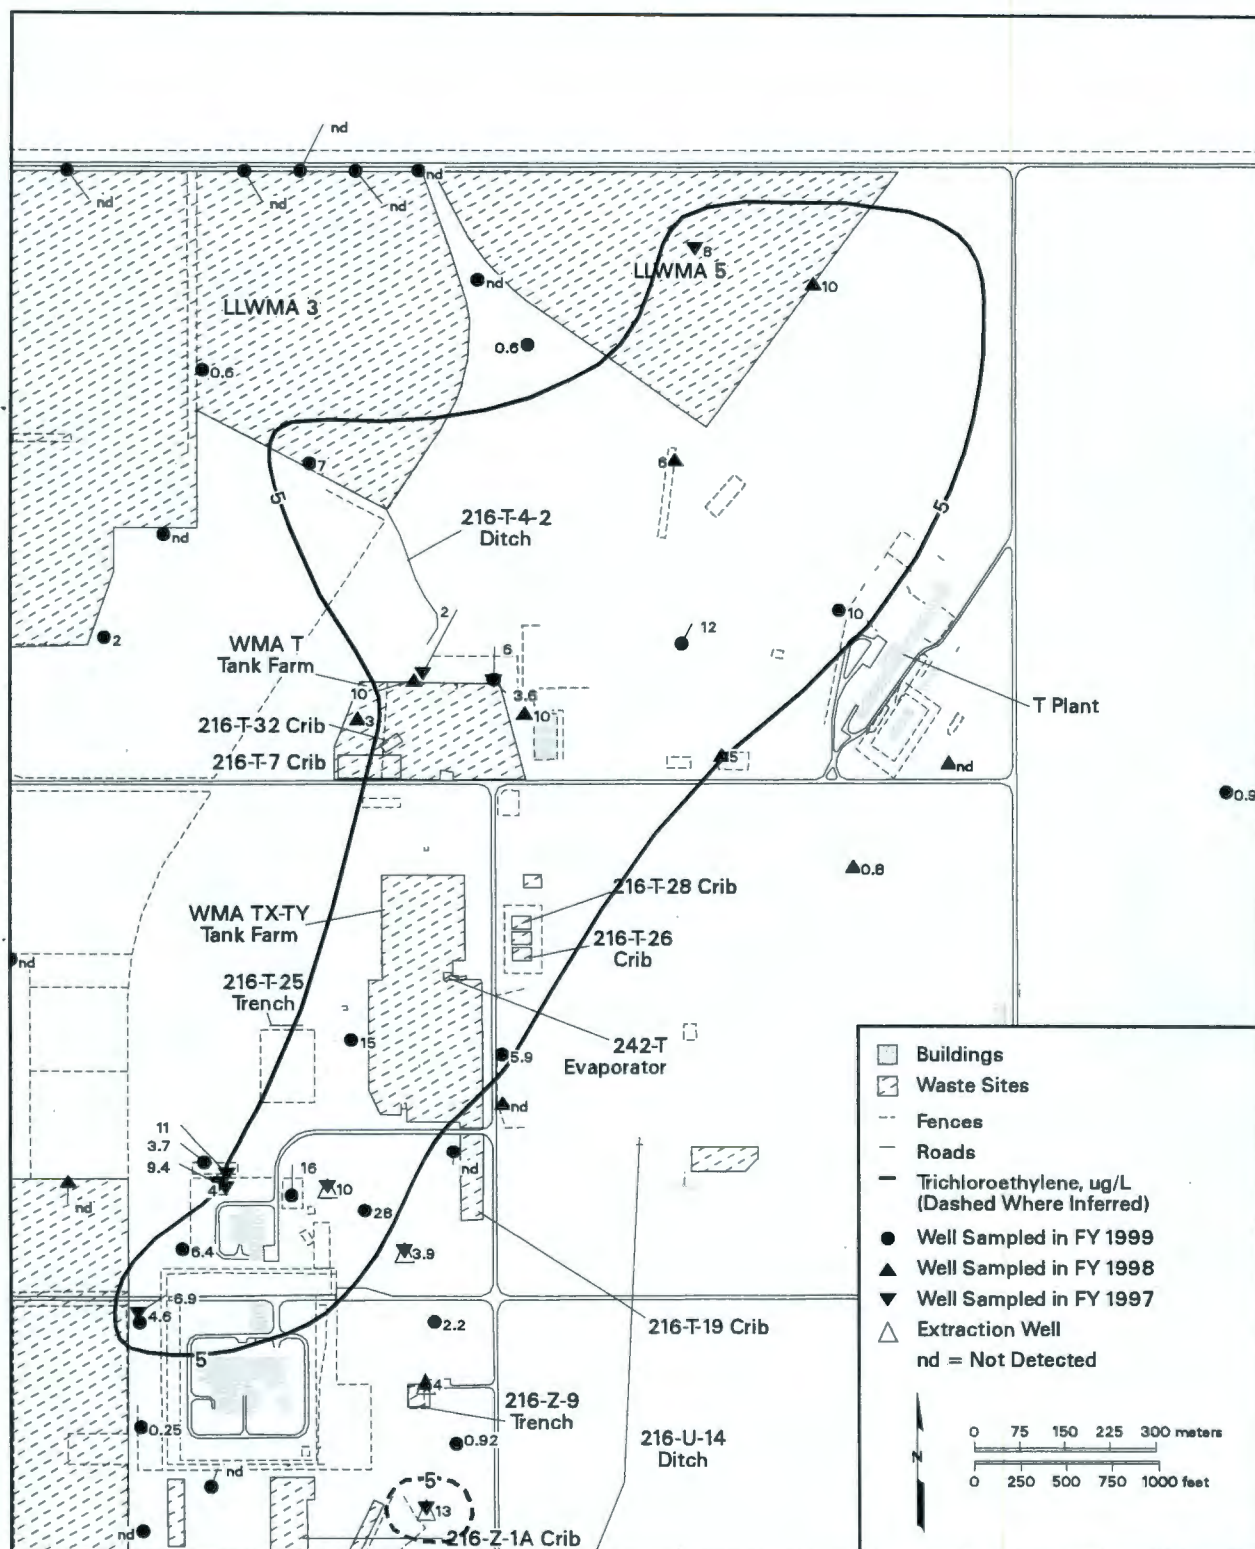 nd
nd
nd
nd
nd
8
LLWMA 5
nd
10
LLWMA 3
0.6
0.6
7
6
5
5
216-T-4-2
Ditch
nd
2
10
12
2
WMA T
Tank Farm
6
10
3.6
T Plant
3
10
216-T-32 Crib
216-T-7 Crib
5
nd
0.9
0.8
216-T-28 Crib
WMA TX-TY
Tank Farm
216-T-26
Crib
nd
216-T-25
Trench
15
242-T
Evaporator
5.9
nd
11
3.7
9.4
4
16
10
nd
nd
28
6.4
3.9
6.9
4.6
2.2
216-T-19 Crib
5
4
216-Z-9
Trench
0.25
0.92
216-U-14
Ditch
nd
5
13
nd
216-Z-1A Crib
Buildings
Waste Sites
Fences
Roads
Trichloroethylene, ug/L
(Dashed Where Inferred)
Well Sampled in FY 1999
Well Sampled in FY 1998
Well Sampled in FY 1997
Extraction Well
nd = Not Detected
N
0 75 150 225 300 meters
0 250 500 750 1000 feet